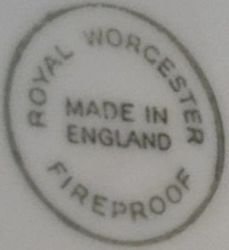 ROYAL WORCESTER
MADE IN
ENGLAND
FIREPROOF